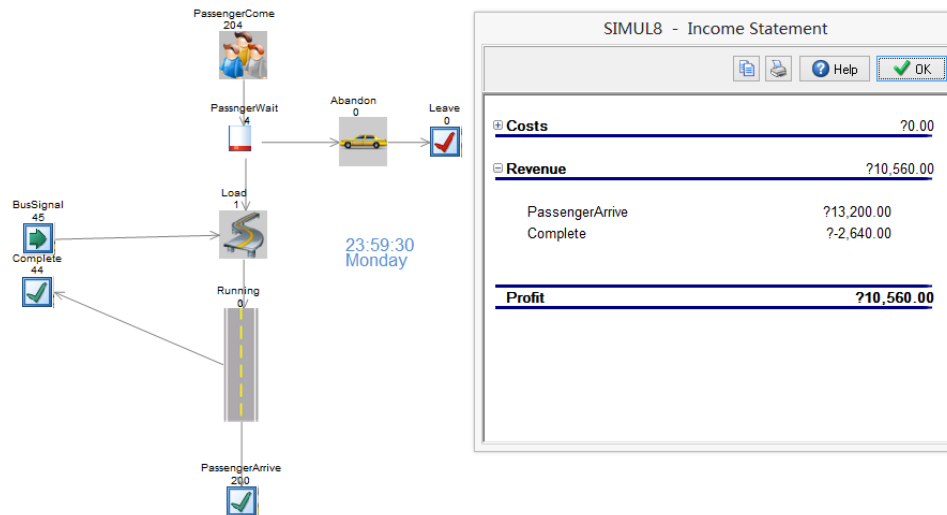 PassengerCome
204
PassngerWait
4
Abandon
0
Leave
0
Load
1
BusSignal
45
Complete
44
23:59:30
Monday
Running
0
PassengerArrive
200
SIMUL8 - Income Statement
Help
OK
Costs ?0.00
Revenue ?10,560.00
PassengerArrive ?13,200.00
Complete ?-2,640.00
Profit ?10,560.00